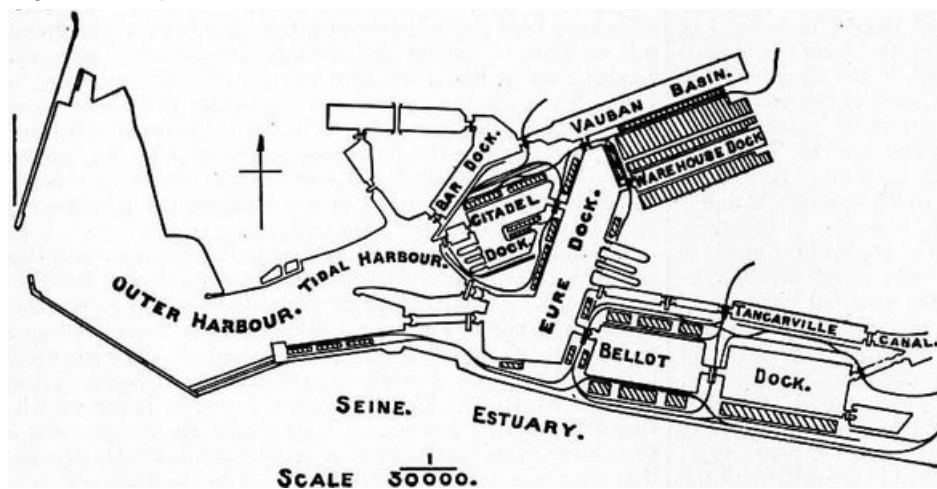 VAUBAN BASIN.
BAR DOCK.
WAREHOUSE DOCK
CITADEL
DOCK.
EURE DOCK.
TIDAL HARBOUR.
OUTER HARBOUR.
TANCARVILLE
CANAL.
BELLOT
DOCK.
SEINE.
ESTUARY.
SCALE 1/30000.